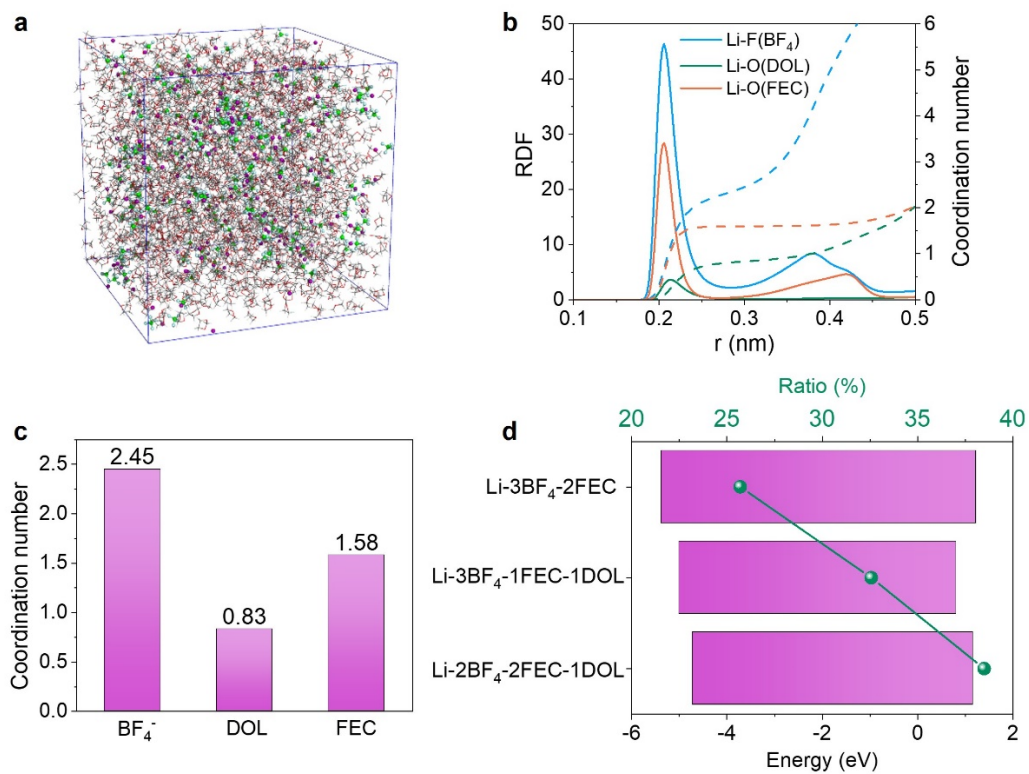 a
b
50
40
30
20
10
0
RDF
Li-F(BF₄)
Li-O(DOL)
Li-O(FEC)
6
5
4
3
2
1
0
Coordination number
0.1 0.2 0.3 0.4 0.5
r (nm)
c
2.5
2.0
1.5
1.0
0.5
0.0
Coordination number
2.45
0.83
1.58
BF₄⁻ DOL FEC
d
Ratio (%)
20 25 30 35 40
Li-3BF₄-2FEC
Li-3BF₄-1FEC-1DOL
Li-2BF₄-2FEC-1DOL
-6 -4 -2 0 2
Energy (eV)